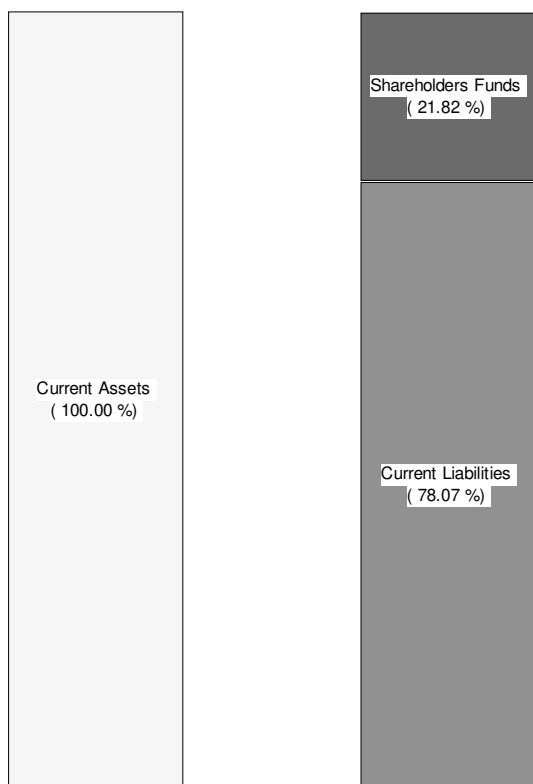 Shareholders Funds
( 21.82 %)
Current Assets
( 100.00 %)
Current Liabilities
( 78.07 %)